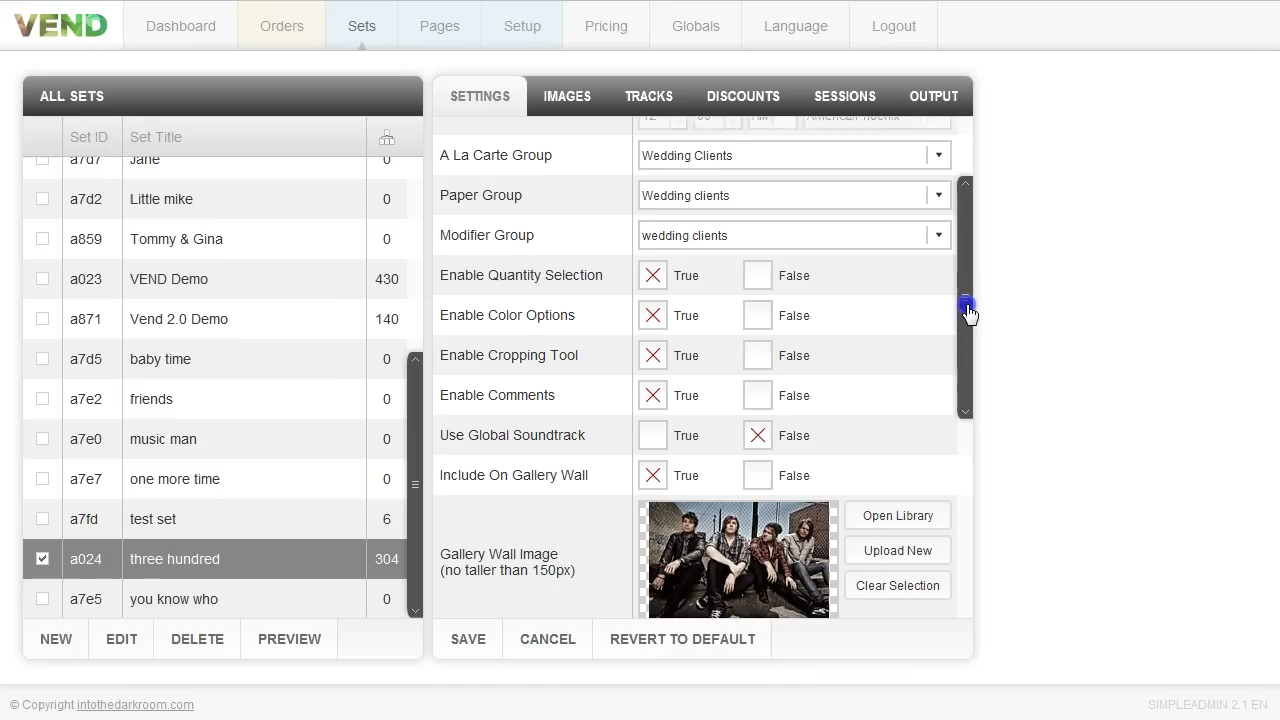 VEND
Dashboard
Orders
Sets
Pages
Setup
Pricing
Globals
Language
Logout
ALL SETS
Set ID
Set Title
a7d7 Jane 0
a7d2 Little mike 0
a859 Tommy & Gina 0
a023 VEND Demo 430
a871 Vend 2.0 Demo 140
a7d5 baby time 0
a7e2 friends 0
a7e0 music man 0
a7e7 one more time 0
a7fd test set 6
a024 three hundred 304
a7e5 you know who 0
NEW
EDIT
DELETE
PREVIEW
SETTINGS
IMAGES
TRACKS
DISCOUNTS
SESSIONS
OUTPUT
12 00 AM America/Phoenix
A La Carte Group Wedding Clients
Paper Group Wedding clients
Modifier Group wedding clients
Enable Quantity Selection True False
Enable Color Options True False
Enable Cropping Tool True False
Enable Comments True False
Use Global Soundtrack True False
Include On Gallery Wall True False
Gallery Wall Image
(no taller than 150px)
Open Library
Upload New
Clear Selection
SAVE
CANCEL
REVERT TO DEFAULT
© Copyright intothedarkroom.com
SIMPLEADMIN 2.1 EN